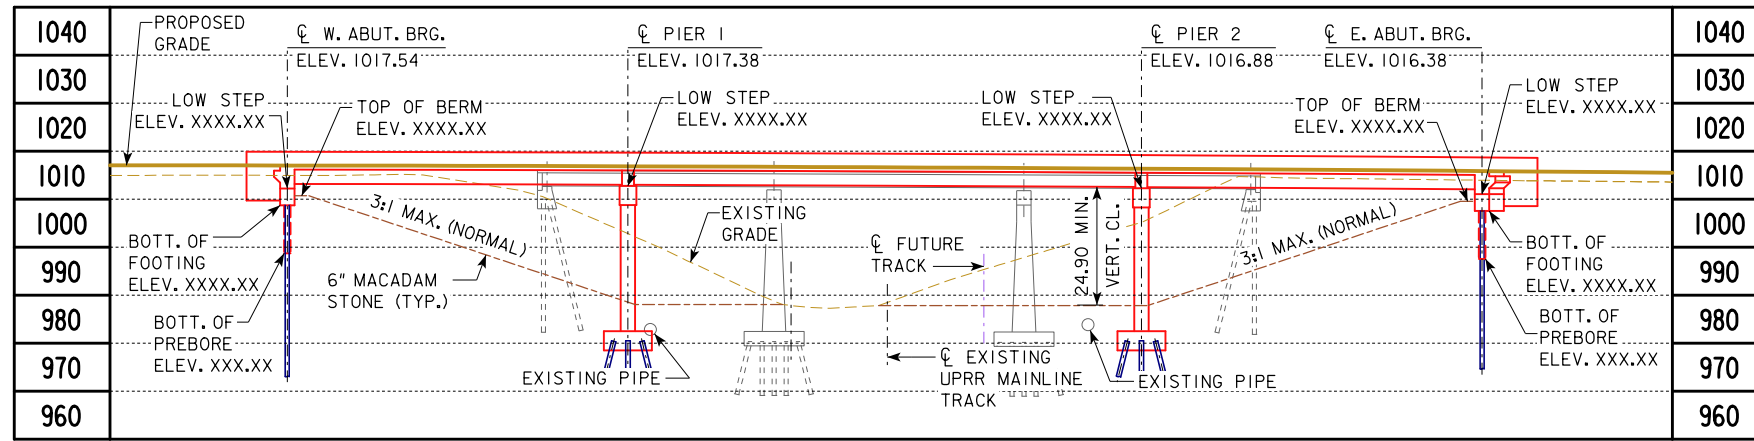 1040
1030
1020
1010
1000
990
980
970
960
PROPOSED
GRADE
℄ W. ABUT. BRG.
ELEV. 1017.54
℄ PIER 1
ELEV. 1017.38
℄ PIER 2
ELEV. 1016.88
℄ E. ABUT. BRG.
ELEV. 1016.38
LOW STEP
ELEV. XXXX.XX
TOP OF BERM
ELEV. XXXX.XX
LOW STEP
ELEV. XXXX.XX
LOW STEP
ELEV. XXXX.XX
TOP OF BERM
ELEV. XXXX.XX
LOW STEP
ELEV. XXXX.XX
3:1 MAX. (NORMAL)
EXISTING
GRADE
℄ FUTURE
TRACK
24.90 MIN.
VERT. CL.
3:1 MAX. (NORMAL)
BOTT. OF
FOOTING
ELEV. XXXX.XX
6" MACADAM
STONE (TYP.)
BOTT. OF
FOOTING
ELEV. XXXX.XX
BOTT. OF
PREBORE
ELEV. XXX.XX
EXISTING PIPE
℄ EXISTING
UPRR MAINLINE
TRACK
EXISTING PIPE
BOTT. OF
PREBORE
ELEV. XXX.XX
1040
1030
1020
1010
1000
990
980
970
960